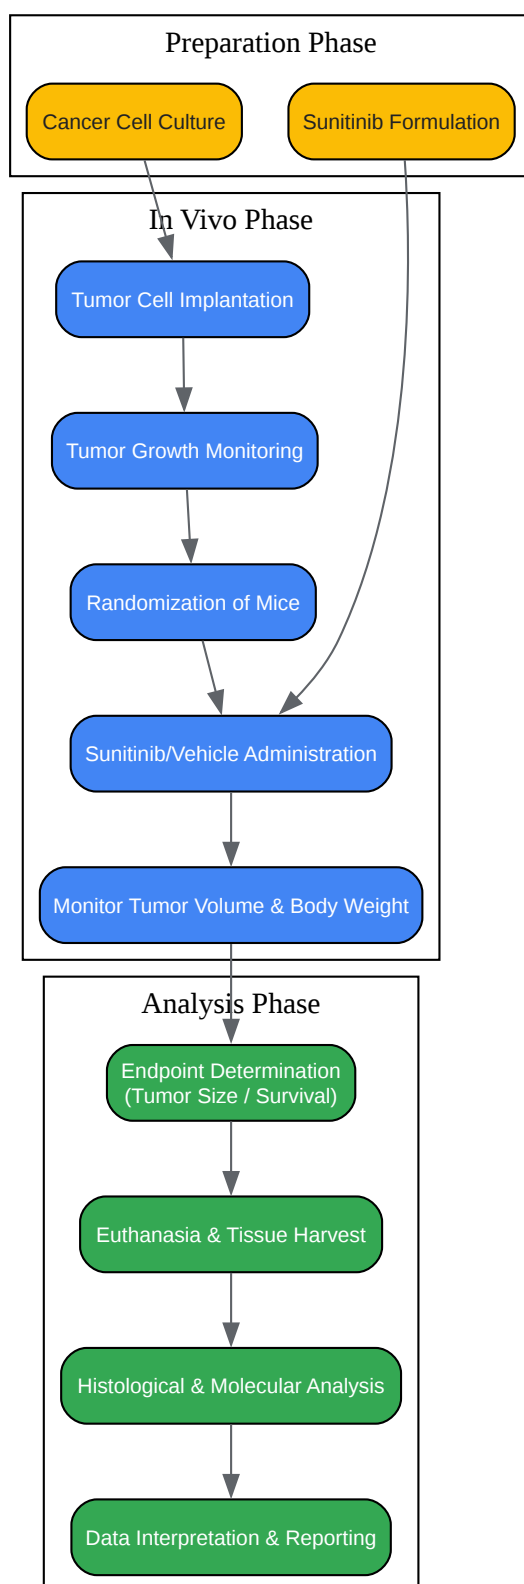 Preparation Phase
Cancer Cell Culture
Sunitinib Formulation
In Vivo Phase
Tumor Cell Implantation
Tumor Growth Monitoring
Randomization of Mice
Sunitinib/Vehicle Administration
Monitor Tumor Volume & Body Weight
Analysis Phase
Endpoint Determination
(Tumor Size / Survival)
Euthanasia & Tissue Harvest
Histological & Molecular Analysis
Data Interpretation & Reporting